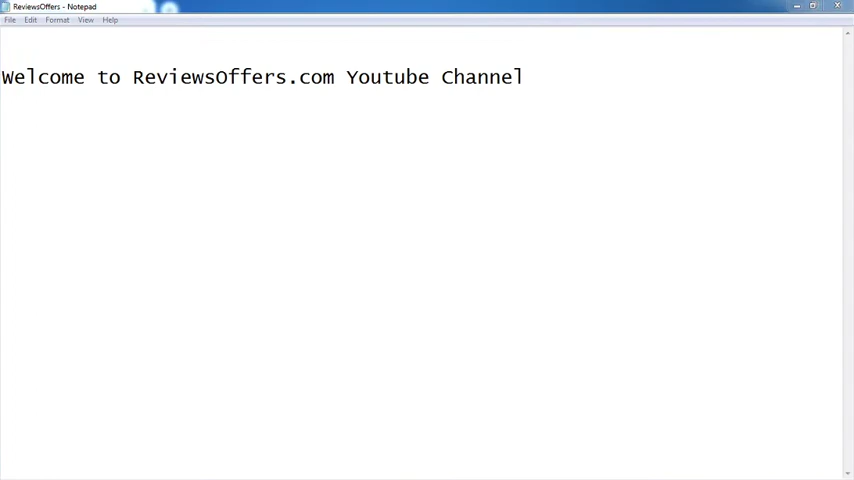 ReviewsOffers - Notepad
File Edit Format View Help
Welcome to ReviewsOffers.com Youtube Channel